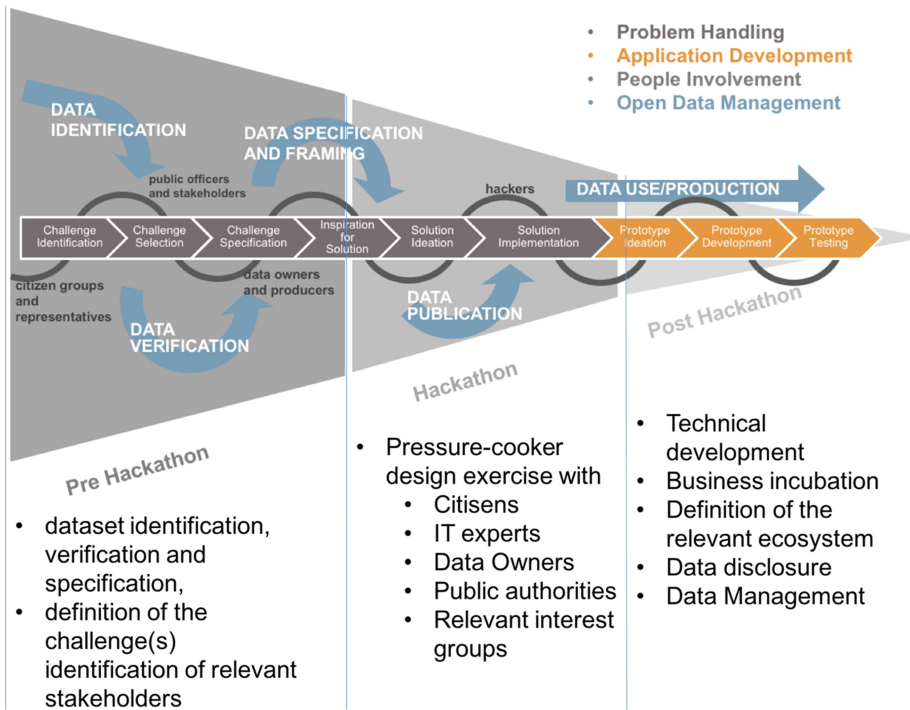 • Problem Handling
• Application Development
• People Involvement
• Open Data Management
DATA
IDENTIFICATION
DATA SPECIFICATION
AND FRAMING
public officers
and stakeholders
hackers
DATA USE/PRODUCTION
Challenge
Identification
Challenge
Selection
Challenge
Specification
Inspiration
for
Solution
Solution
Ideation
Solution
Implementation
Prototype
Ideation
Prototype
Development
Prototype
Testing
citizen groups
and
representatives
data owners
and producers
DATA
VERIFICATION
DATA
PUBLICATION
Pre Hackathon
Hackathon
Post Hackathon
• dataset identification,
verification and
specification,
• definition of the
challenge(s)
identification of relevant
stakeholders
• Pressure-cooker
design exercise with
• Citisens
• IT experts
• Data Owners
• Public authorities
• Relevant interest
groups
• Technical
development
• Business incubation
• Definition of the
relevant ecosystem
• Data disclosure
• Data Management